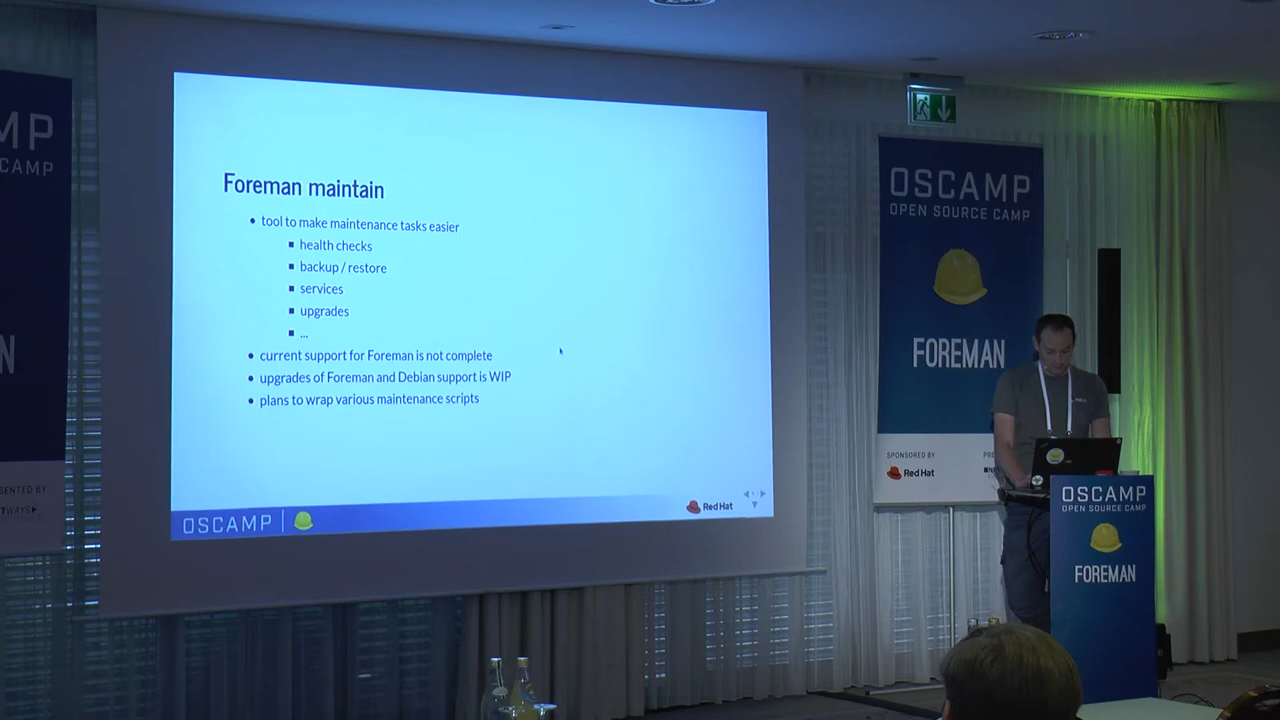 MP
CAMP
N
SENTED BY
TWAYS
Foreman maintain
• tool to make maintenance tasks easier
▪ health checks
▪ backup / restore
▪ services
▪ upgrades
▪ ...
• current support for Foreman is not complete
• upgrades of Foreman and Debian support is WIP
• plans to wrap various maintenance scripts
OSCAMP
Red Hat
OSCAMP
OPEN SOURCE CAMP
FOREMAN
SPONSORED BY
PRE
Red Hat
OSCAMP
OPEN SOURCE CAMP
FOREMAN